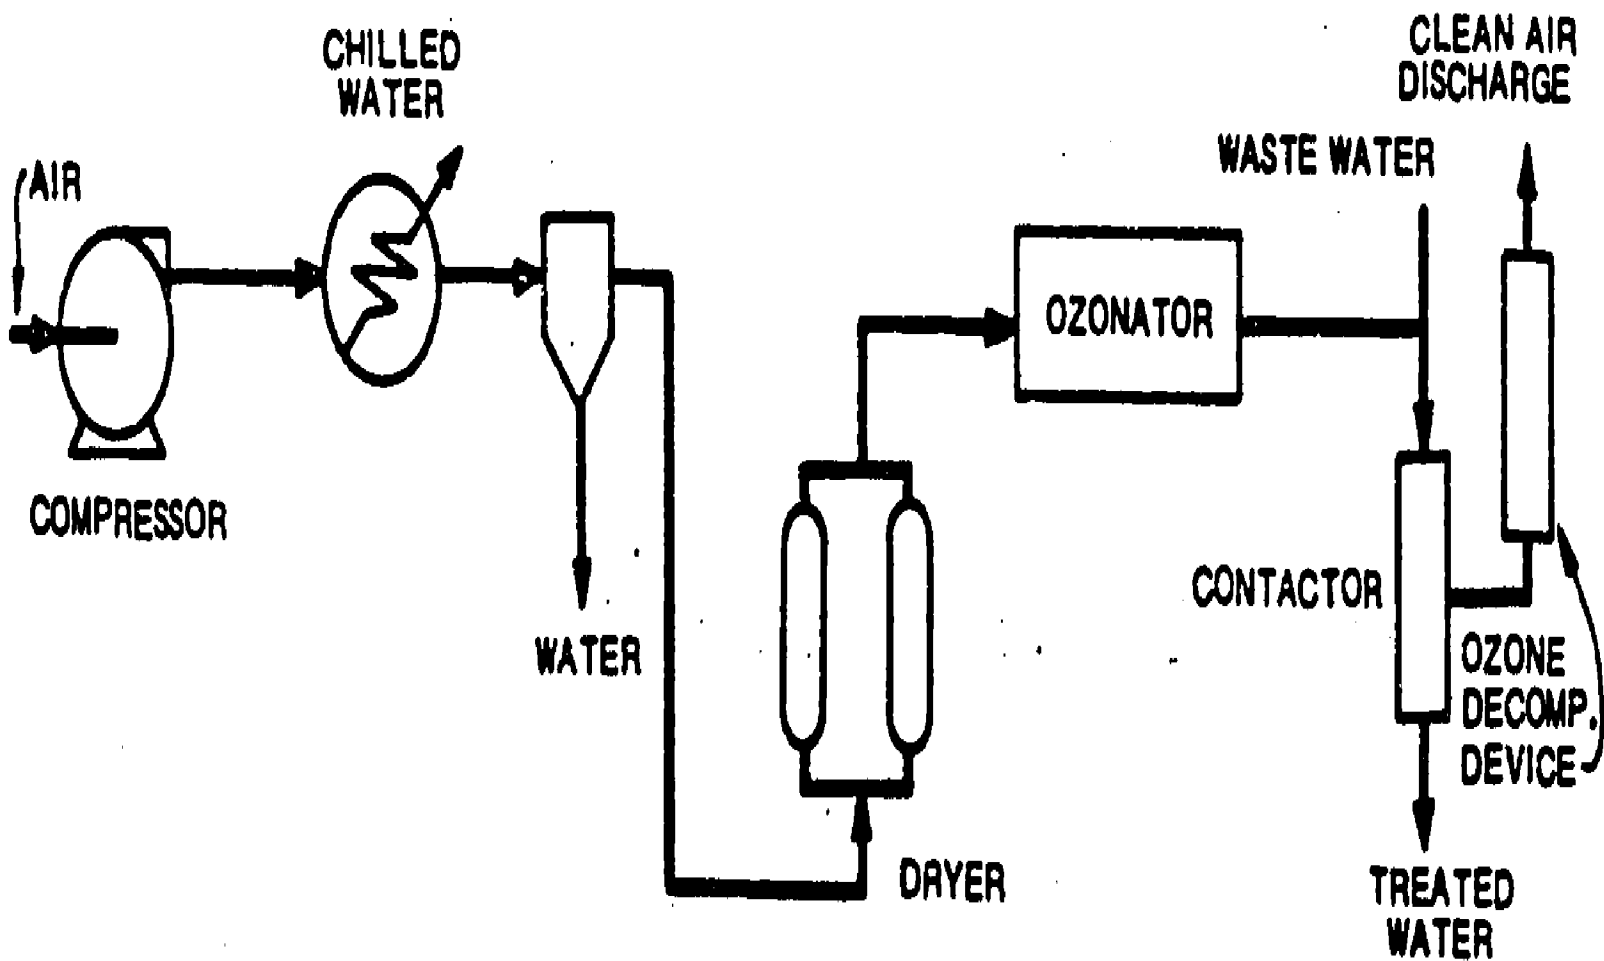 CHILLED
WATER
CLEAN AIR
DISCHARGE
WASTE WATER
AIR
OZONATOR
COMPRESSOR
CONTACTOR
WATER
OZONE
DECOMP.
DEVICE
DRYER
TREATED
WATER